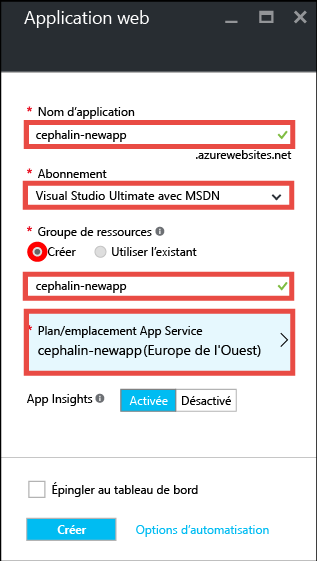 Application web
* Nom d'application
cephalin-newapp
.azurewebsites.net
* Abonnement
Visual Studio Ultimate avec MSDN
* Groupe de ressources
Créer Utiliser l'existant
cephalin-newapp
* Plan/emplacement App Service
cephalin-newapp(Europe de l'Ouest)
App Insights Activée Désactivé
Épingler au tableau de bord
Créer Options d'automatisation